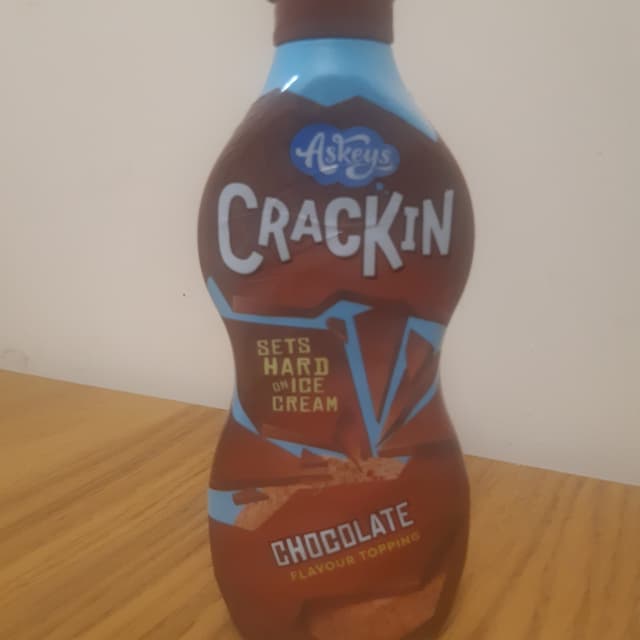 Askeys
CRACKIN
SETS
HARD
ON ICE
CREAM
CHOCOLATE
FLAVOUR TOPPING